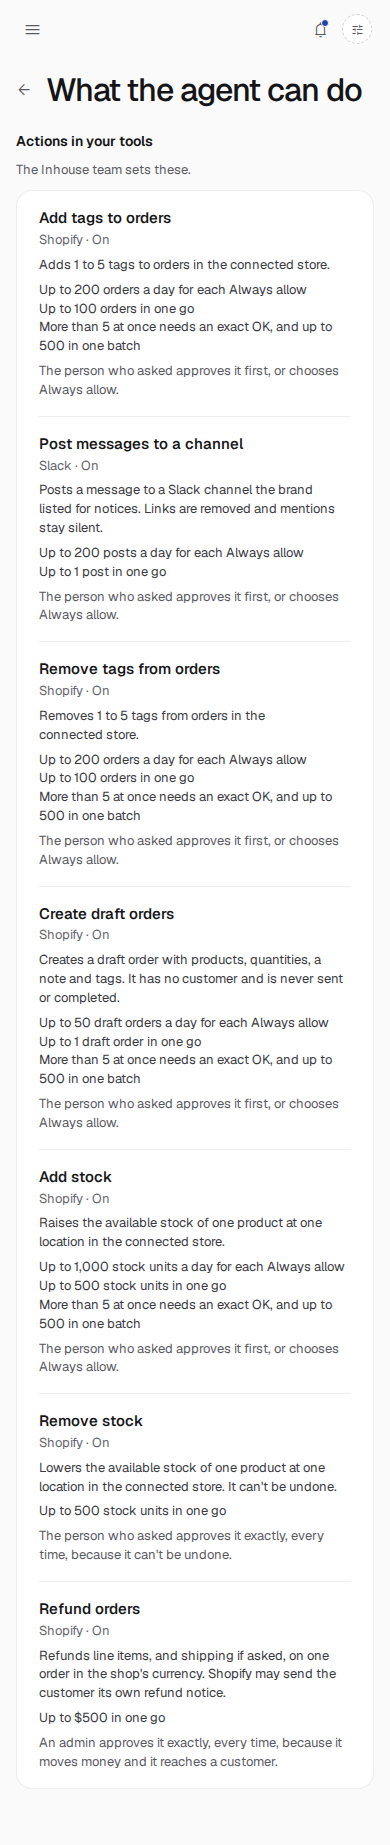 What the agent can do
Actions in your tools
The Inhouse team sets these.
Add tags to orders
Shopify · On
Adds 1 to 5 tags to orders in the connected store.
Up to 200 orders a day for each Always allow
Up to 100 orders in one go
More than 5 at once needs an exact OK, and up to
500 in one batch
The person who asked approves it first, or chooses
Always allow.
Post messages to a channel
Slack · On
Posts a message to a Slack channel the brand
listed for notices. Links are removed and mentions
stay silent.
Up to 200 posts a day for each Always allow
Up to 1 post in one go
The person who asked approves it first, or chooses
Always allow.
Remove tags from orders
Shopify · On
Removes 1 to 5 tags from orders in the
connected store.
Up to 200 orders a day for each Always allow
Up to 100 orders in one go
More than 5 at once needs an exact OK, and up to
500 in one batch
The person who asked approves it first, or chooses
Always allow.
Create draft orders
Shopify · On
Creates a draft order with products, quantities, a
note and tags. It has no customer and is never sent
or completed.
Up to 50 draft orders a day for each Always allow
Up to 1 draft order in one go
More than 5 at once needs an exact OK, and up to
500 in one batch
The person who asked approves it first, or chooses
Always allow.
Add stock
Shopify · On
Raises the available stock of one product at one
location in the connected store.
Up to 1,000 stock units a day for each Always allow
Up to 500 stock units in one go
More than 5 at once needs an exact OK, and up to
500 in one batch
The person who asked approves it first, or chooses
Always allow.
Remove stock
Shopify · On
Lowers the available stock of one product at one
location in the connected store. It can't be undone.
Up to 500 stock units in one go
The person who asked approves it exactly, every
time, because it can't be undone.
Refund orders
Shopify · On
Refunds line items, and shipping if asked, on one
order in the shop's currency. Shopify may send the
customer its own refund notice.
Up to $500 in one go
An admin approves it exactly, every time, because it
moves money and it reaches a customer.